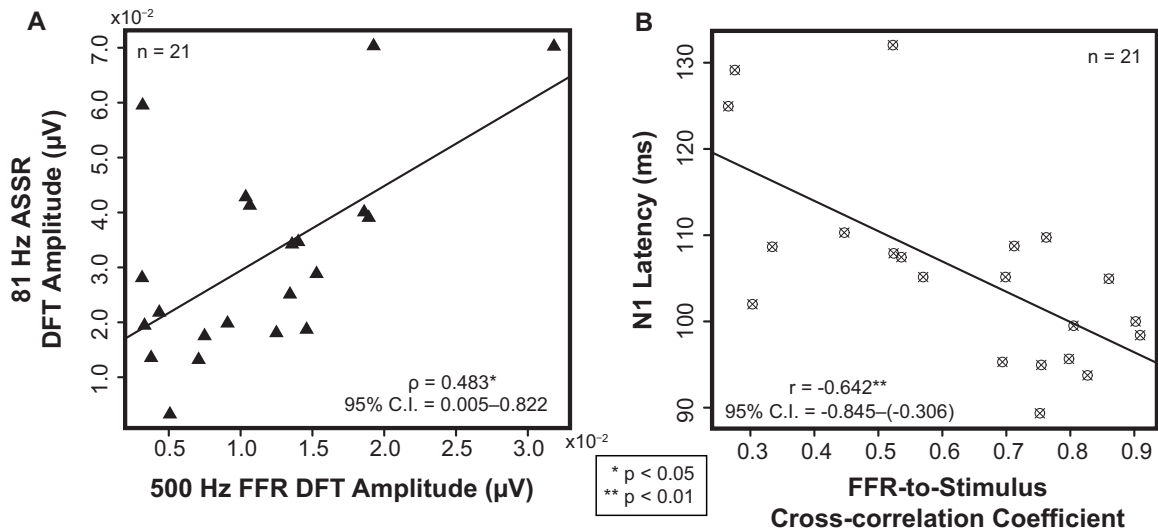 A
x10⁻²
n = 21
7.0
6.0
5.0
4.0
3.0
2.0
1.0
81 Hz ASSR
DFT Amplitude (µV)
ρ = 0.483*
95% C.I. = 0.005–0.822
0.5
1.0
1.5
2.0
2.5
3.0
x10⁻²
500 Hz FFR DFT Amplitude (µV)
* p < 0.05
** p < 0.01
B
n = 21
130
120
110
100
90
N1 Latency (ms)
r = -0.642**
95% C.I. = -0.845–(-0.306)
0.3
0.4
0.5
0.6
0.7
0.8
0.9
FFR-to-Stimulus
Cross-correlation Coefficient